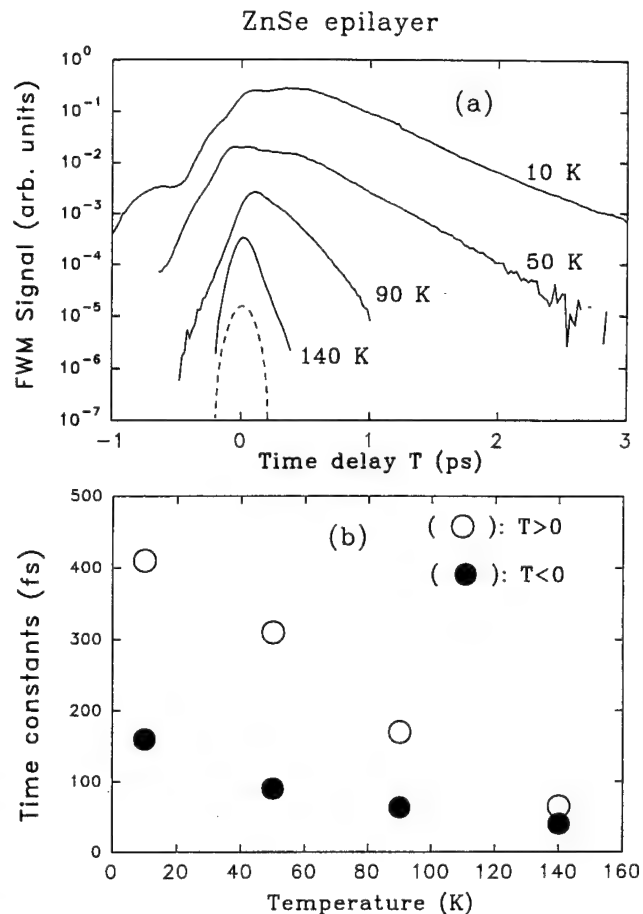 ZnSe epilayer
FWM Signal (arb. units)
10⁰
10⁻¹
10⁻²
10⁻³
10⁻⁴
10⁻⁵
10⁻⁶
10⁻⁷
(a)
10 K
50 K
90 K
140 K
-1 0 1 2 3
Time delay T (ps)
Time constants (fs)
500
400
300
200
100
0
(b)
( ○ ): T>0
( ● ): T<0
0 20 40 60 80 100 120 140 160
Temperature (K)